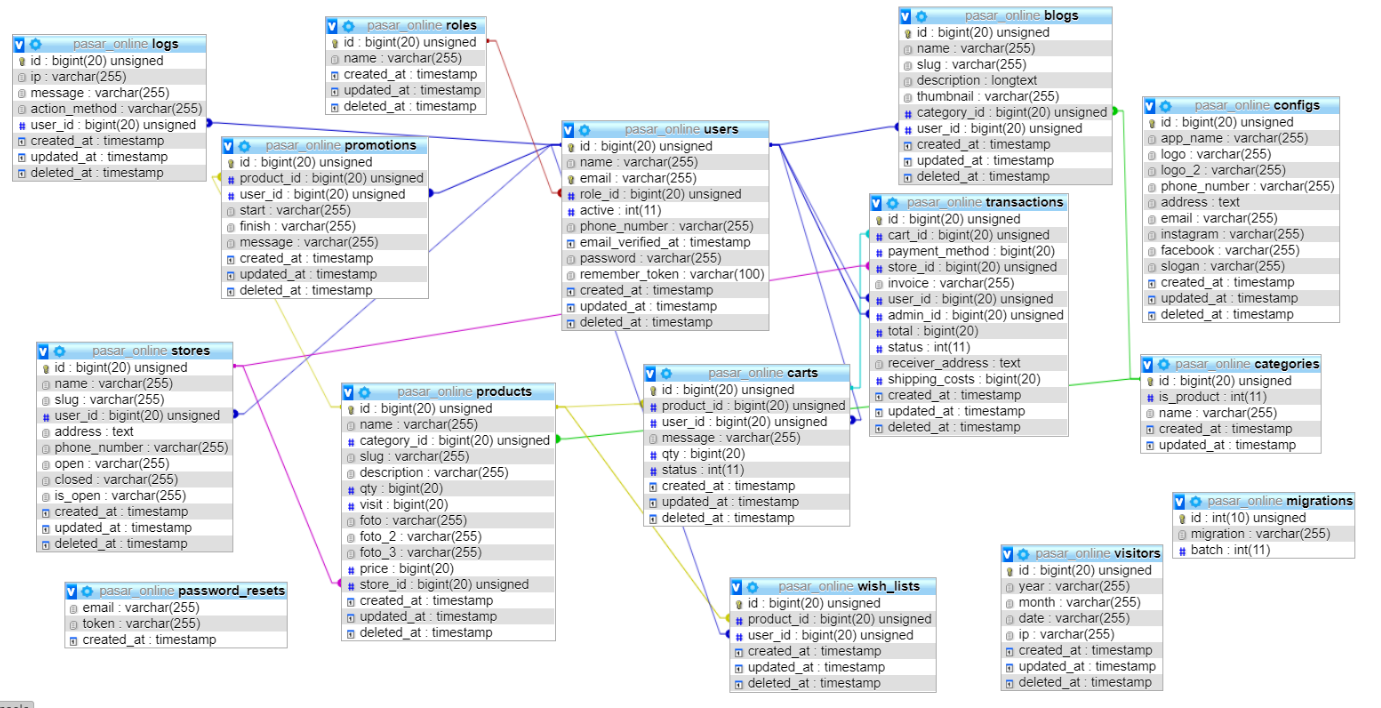 pasar_online logs
id : bigint(20) unsigned
ip : varchar(255)
message : varchar(255)
action_method : varchar(255)
user_id : bigint(20) unsigned
created_at : timestamp
updated_at : timestamp
deleted_at : timestamp
pasar_online roles
id : bigint(20) unsigned
name : varchar(255)
created_at : timestamp
updated_at : timestamp
deleted_at : timestamp
pasar_online promotions
id : bigint(20) unsigned
product_id : bigint(20) unsigned
user_id : bigint(20) unsigned
start : varchar(255)
finish : varchar(255)
message : varchar(255)
created_at : timestamp
updated_at : timestamp
deleted_at : timestamp
pasar_online users
id : bigint(20) unsigned
name : varchar(255)
email : varchar(255)
role_id : bigint(20) unsigned
active : int(11)
phone_number : varchar(255)
email_verified_at : timestamp
password : varchar(255)
remember_token : varchar(100)
created_at : timestamp
updated_at : timestamp
deleted_at : timestamp
pasar_online blogs
id : bigint(20) unsigned
name : varchar(255)
slug : varchar(255)
description : longtext
thumbnail : varchar(255)
category_id : bigint(20) unsigned
user_id : bigint(20) unsigned
created_at : timestamp
updated_at : timestamp
deleted_at : timestamp
pasar_online configs
id : bigint(20) unsigned
app_name : varchar(255)
logo : varchar(255)
logo_2 : varchar(255)
phone_number : varchar(255)
address : text
email : varchar(255)
instagram : varchar(255)
facebook : varchar(255)
slogan : varchar(255)
created_at : timestamp
updated_at : timestamp
deleted_at : timestamp
pasar_online transactions
id : bigint(20) unsigned
cart_id : bigint(20) unsigned
payment_method : bigint(20)
store_id : bigint(20) unsigned
invoice : varchar(255)
user_id : bigint(20) unsigned
admin_id : bigint(20) unsigned
total : bigint(20)
status : int(11)
receiver_address : text
shipping_costs : bigint(20)
created_at : timestamp
updated_at : timestamp
deleted_at : timestamp
pasar_online stores
id : bigint(20) unsigned
name : varchar(255)
slug : varchar(255)
user_id : bigint(20) unsigned
address : text
phone_number : varchar(255)
open : varchar(255)
closed : varchar(255)
is_open : varchar(255)
created_at : timestamp
updated_at : timestamp
deleted_at : timestamp
pasar_online products
id : bigint(20) unsigned
name : varchar(255)
category_id : bigint(20) unsigned
slug : varchar(255)
description : varchar(255)
qty : bigint(20)
visit : bigint(20)
foto : varchar(255)
foto_2 : varchar(255)
foto_3 : varchar(255)
price : bigint(20)
store_id : bigint(20) unsigned
created_at : timestamp
updated_at : timestamp
deleted_at : timestamp
pasar_online carts
id : bigint(20) unsigned
product_id : bigint(20) unsigned
user_id : bigint(20) unsigned
message : varchar(255)
qty : bigint(20)
status : int(11)
created_at : timestamp
updated_at : timestamp
deleted_at : timestamp
pasar_online categories
id : bigint(20) unsigned
is_product : int(11)
name : varchar(255)
created_at : timestamp
updated_at : timestamp
pasar_online migrations
id : int(10) unsigned
migration : varchar(255)
batch : int(11)
pasar_online visitors
id : bigint(20) unsigned
year : varchar(255)
month : varchar(255)
date : varchar(255)
ip : varchar(255)
created_at : timestamp
updated_at : timestamp
deleted_at : timestamp
pasar_online password_resets
email : varchar(255)
token : varchar(255)
created_at : timestamp
pasar_online wish_lists
id : bigint(20) unsigned
product_id : bigint(20) unsigned
user_id : bigint(20) unsigned
created_at : timestamp
updated_at : timestamp
deleted_at : timestamp